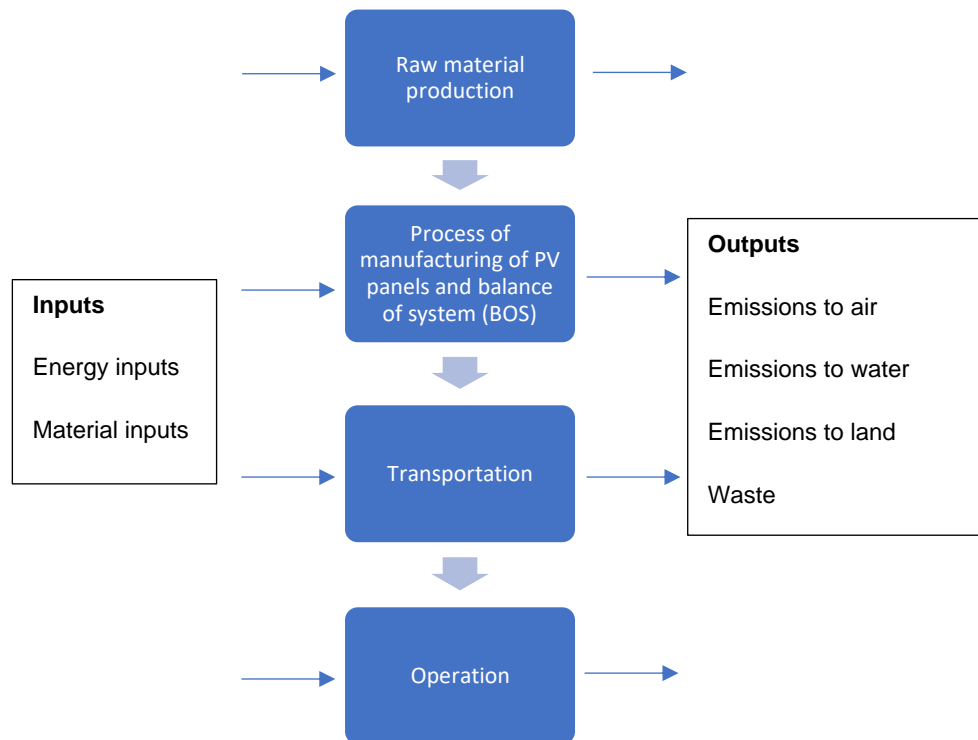 Raw material
production
Process of
manufacturing of PV
panels and balance
of system (BOS)
Inputs
Energy inputs
Material inputs
Outputs
Emissions to air
Emissions to water
Emissions to land
Waste
Transportation
Operation